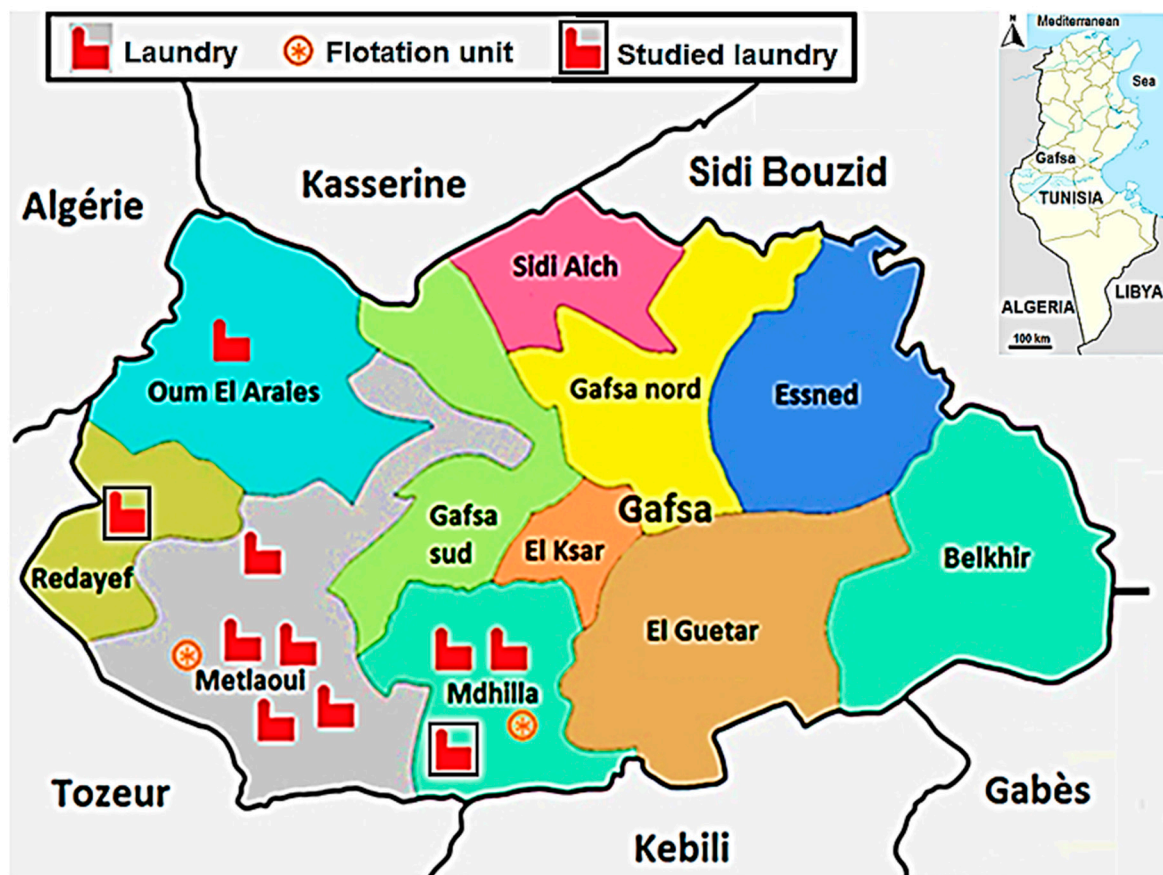 Laundry
Flotation unit
Studied laundry
N
Mediterranean
Sea
Gafsa
TUNISIA
ALGERIA
LIBYA
100 km
Algérie
Kasserine
Sidi Bouzid
Sidi Aich
Oum El Araies
Gafsa nord
Essned
Gafsa
sud
Gafsa
El Ksar
Belkhir
Redayef
El Guetar
Metlaoui
Mdhilla
Tozeur
Gabès
Kebili